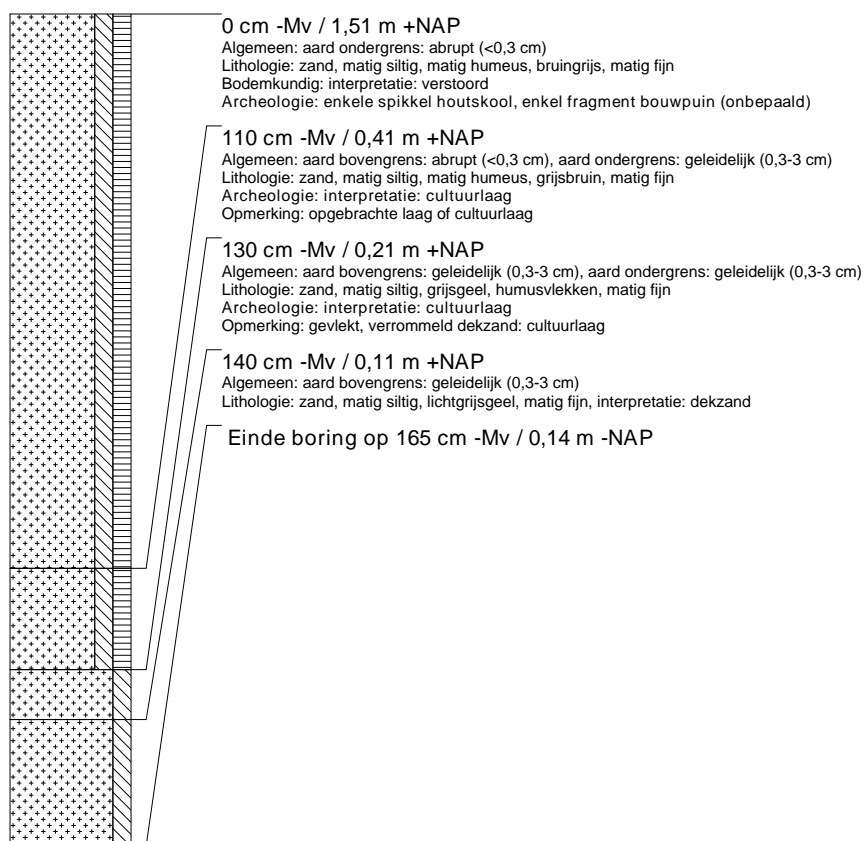 0 cm -Mv / 1,51 m +NAP
Algemeen: aard ondergrens: abrupt (<0,3 cm)
Lithologie: zand, matig siltig, matig humeus, bruingrijs, matig fijn
Bodemkundig: interpretatie: verstoord
Archeologie: enkele spikkel houtskool, enkel fragment bouwpuin (onbepaald)
110 cm -Mv / 0,41 m +NAP
Algemeen: aard bovengrens: abrupt (<0,3 cm), aard ondergrens: geleidelijk (0,3-3 cm)
Lithologie: zand, matig siltig, matig humeus, grijsbruin, matig fijn
Archeologie: interpretatie: cultuurlaag
Opmerking: opgebrachte laag of cultuurlaag
130 cm -Mv / 0,21 m +NAP
Algemeen: aard bovengrens: geleidelijk (0,3-3 cm), aard ondergrens: geleidelijk (0,3-3 cm)
Lithologie: zand, matig siltig, grijsgeel, humusvlekken, matig fijn
Archeologie: interpretatie: cultuurlaag
Opmerking: gevlekt, verrommeld dekzand: cultuurlaag
140 cm -Mv / 0,11 m +NAP
Algemeen: aard bovengrens: geleidelijk (0,3-3 cm)
Lithologie: zand, matig siltig, lichtgrijsgeel, matig fijn, interpretatie: dekzand
Einde boring op 165 cm -Mv / 0,14 m -NAP